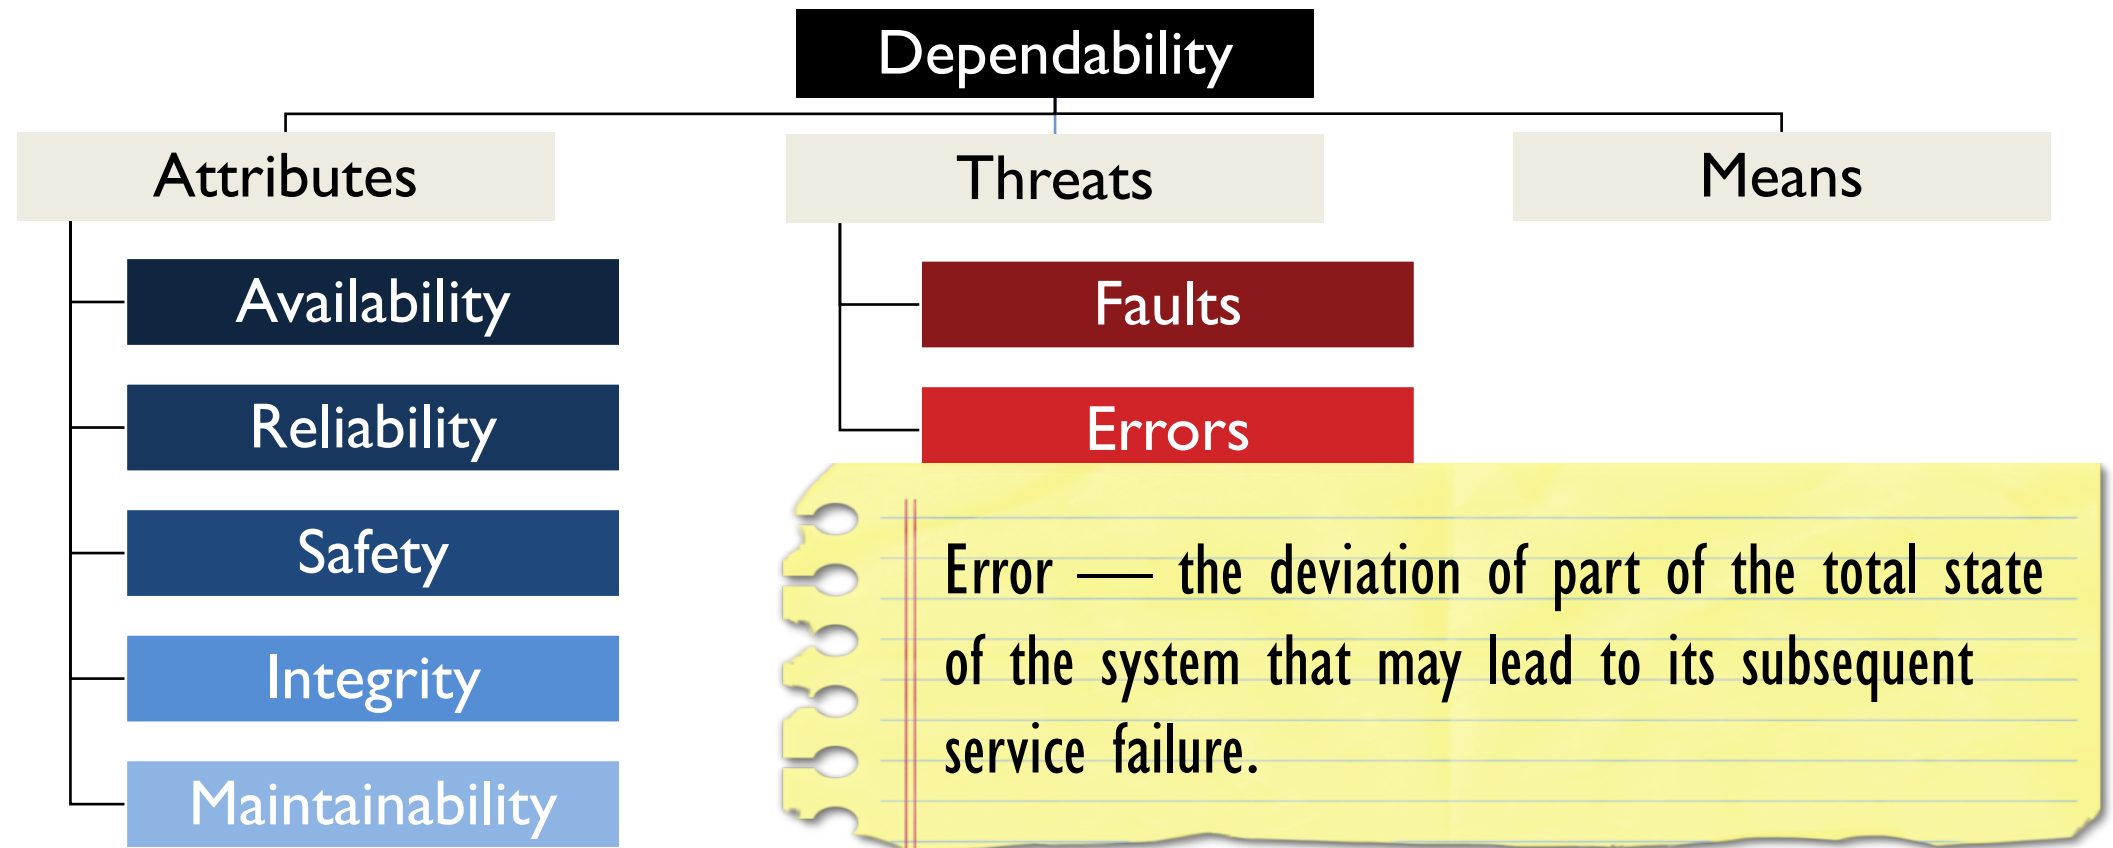 Dependability
Attributes
Threats
Means
Availability
Reliability
Safety
Integrity
Maintainability
Faults
Errors
Error — the deviation of part of the total state
of the system that may lead to its subsequent
service failure.